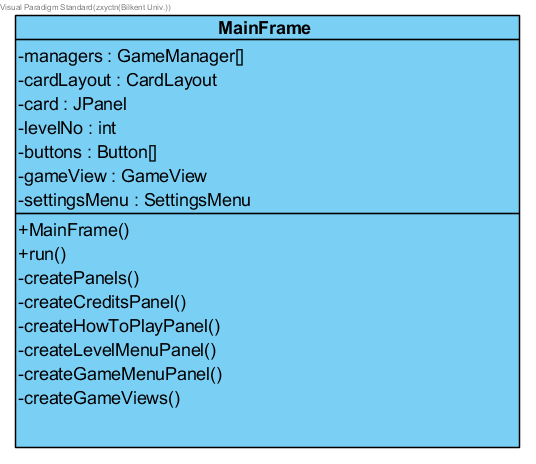 Visual Paradigm Standard(zxyctn(Bilkent Univ.))
MainFrame
-managers : GameManager[]
-cardLayout : CardLayout
-card : JPanel
-levelNo : int
-buttons : Button[]
-gameView : GameView
-settingsMenu : SettingsMenu
+MainFrame()
+run()
-createPanels()
-createCreditsPanel()
-createHowToPlayPanel()
-createLevelMenuPanel()
-createGameMenuPanel()
-createGameViews()